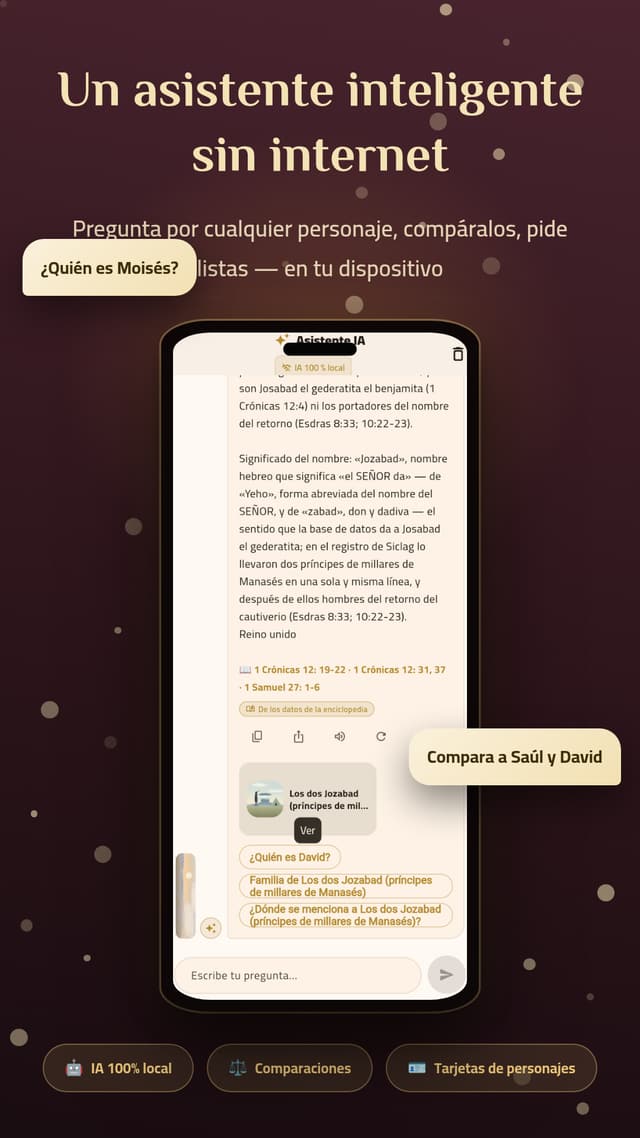 Un asistente inteligente
sin internet
Pregunta por cualquier personaje, compáralos, pide
listas — en tu dispositivo
¿Quién es Moisés?
Asistente IA
IA 100 % local
son Josabad el gederatita el benjamita (1
Crónicas 12:4) ni los portadores del nombre
del retorno (Esdras 8:33; 10:22-23).
Significado del nombre: «Jozabad», nombre
hebreo que significa «el SEÑOR da» — de
«Yeho», forma abreviada del nombre del
SEÑOR, y de «zabad», don y dadiva — el
sentido que la base de datos da a Josabad
el gederatita; en el registro de Siclag lo
llevaron dos príncipes de millares de
Manasés en una sola y misma línea, y
después de ellos hombres del retorno del
cautiverio (Esdras 8:33; 10:22-23).
Reino unido
1 Crónicas 12: 19-22 · 1 Crónicas 12: 31, 37
· 1 Samuel 27: 1-6
De los datos de la enciclopedia
Compara a Saúl y David
Los dos Jozabad
(príncipes de mil...
Ver
¿Quién es David?
Familia de Los dos Jozabad (príncipes
de millares de Manasés)
¿Dónde se menciona a Los dos Jozabad
(príncipes de millares de Manasés)?
Escribe tu pregunta...
IA 100% local
Comparaciones
Tarjetas de personajes